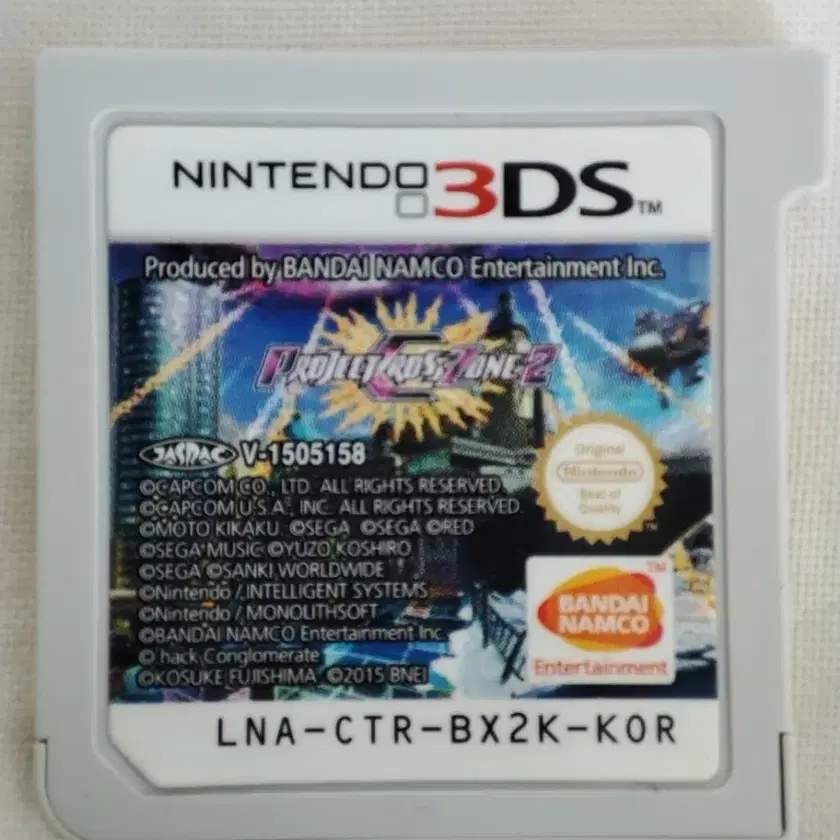 NINTENDO 3DS™
Produced by BANDAI NAMCO Entertainment Inc.
PROJECT X ZONE 2
JASRAC V-1505158
©CAPCOM CO., LTD. ALL RIGHTS RESERVED.
©CAPCOM U.S.A., INC. ALL RIGHTS RESERVED.
©MOTO KIKAKU ©SEGA ©SEGA ©RED
©SEGA MUSIC ©YUZO KOSHIRO
©SEGA ©SANKI WORLDWIDE
©Nintendo / INTELLIGENT SYSTEMS
©Nintendo / MONOLITHSOFT
©BANDAI NAMCO Entertainment Inc.
©.hack Conglomerate
©KOSUKE FUJISHIMA ©2015 BNEI
Original
Nintendo
Seal of
Quality
™
BANDAI
NAMCO
™
Entertainment
LNA-CTR-BX2K-KOR